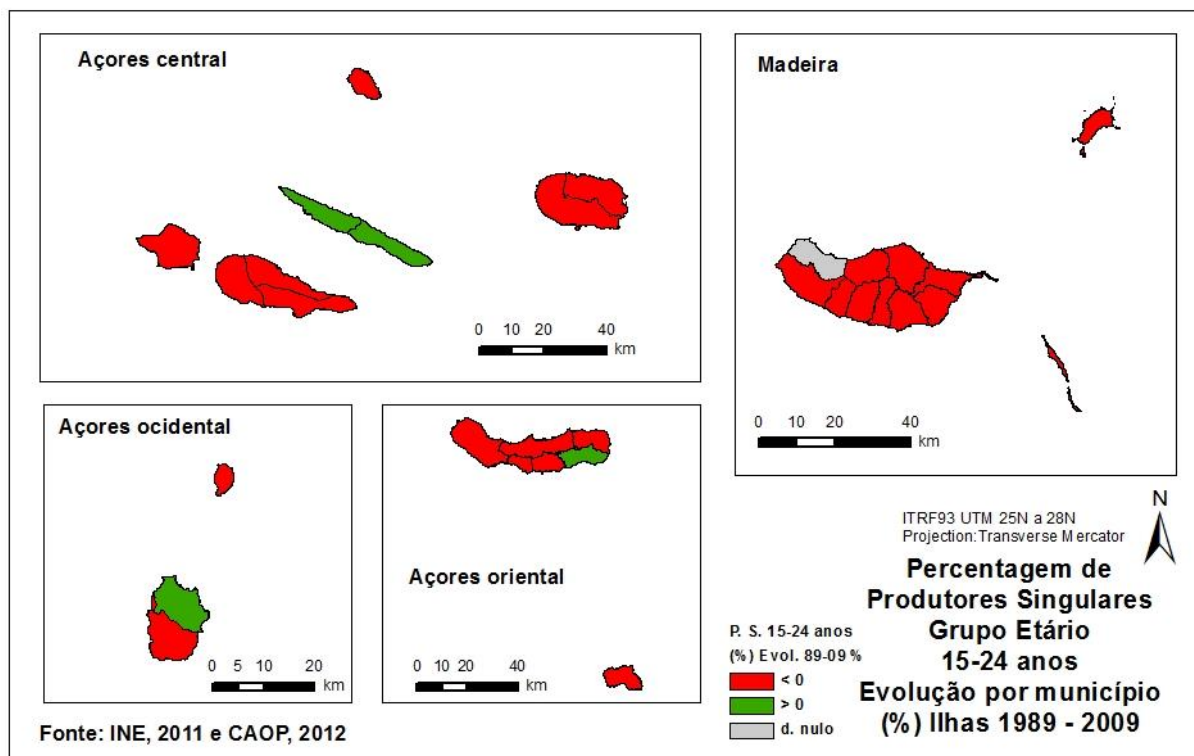 Açores central
0 10 20 40
km
Madeira
0 10 20 40
km
Açores ocidental
0 5 10 20
km
Açores oriental
0 10 20 40
km
N
ITRF93 UTM 25N a 28N
Projection:Transverse Mercator
Percentagem de
Produtores Singulares
Grupo Etário
15-24 anos
Evolução por município
(%) Ilhas 1989 - 2009
P. S. 15-24 anos
(%) Evol. 89-09 %
< 0
> 0
d. nulo
Fonte: INE, 2011 e CAOP, 2012